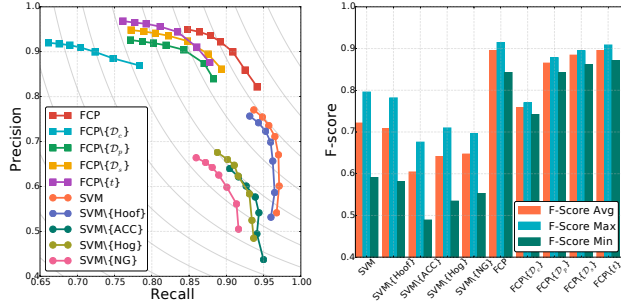 1.0
0.9
0.8
0.7
0.6
0.5
0.4
Precision
0.65 0.70 0.75 0.80 0.85 0.90 0.95 1.00
Recall
FCP
FCP\{𝒟c}
FCP\{𝒟p}
FCP\{𝒟s}
FCP\{t}
SVM
SVM\{Hoof}
SVM\{ACC}
SVM\{Hog}
SVM\{NG}
0.9
0.8
0.7
0.6
0.5
0.4
F-score
F-Score Avg
F-Score Max
F-Score Min
SVM SVM\{Hoof} SVM\{ACC} SVM\{Hog} SVM\{NG} FCP FCP\{𝒟c} FCP\{𝒟p} FCP\{𝒟s} FCP\{t}